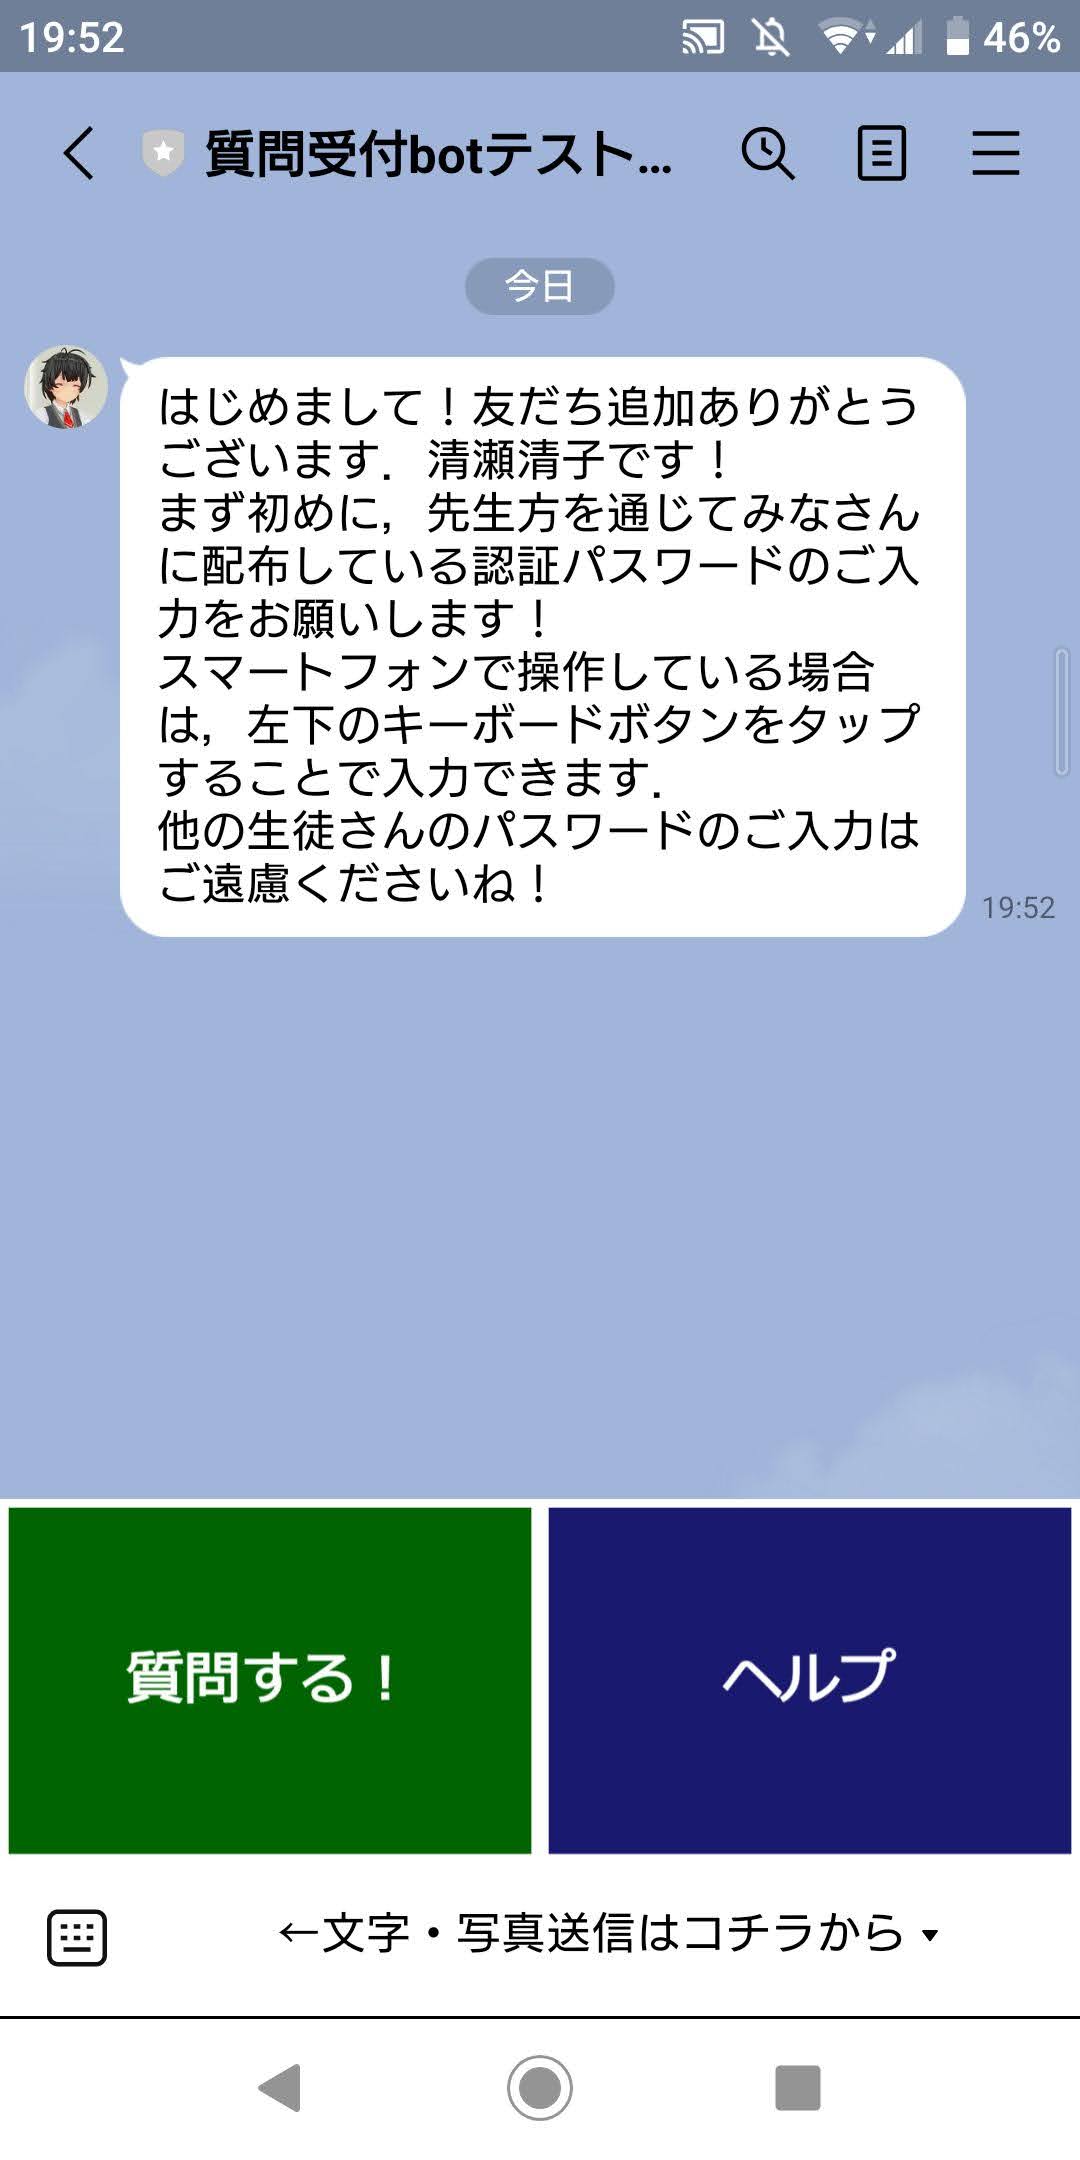 19:52
46%
質問受付botテスト...
今日
はじめまして！友だち追加ありがとう
ございます．清瀬清子です！
まず初めに，先生方を通じてみなさん
に配布している認証パスワードのご入
力をお願いします！
スマートフォンで操作している場合
は，左下のキーボードボタンをタップ
することで入力できます．
他の生徒さんのパスワードのご入力は
ご遠慮くださいね！
19:52
質問する！
ヘルプ
←文字・写真送信はコチラから▼